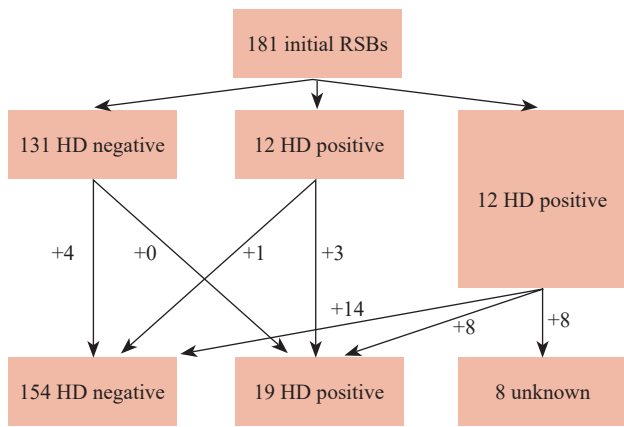 181 initial RSBs
131 HD negative
12 HD positive
12 HD positive
+4
+0
+1
+3
+14
+8
+8
154 HD negative
19 HD positive
8 unknown